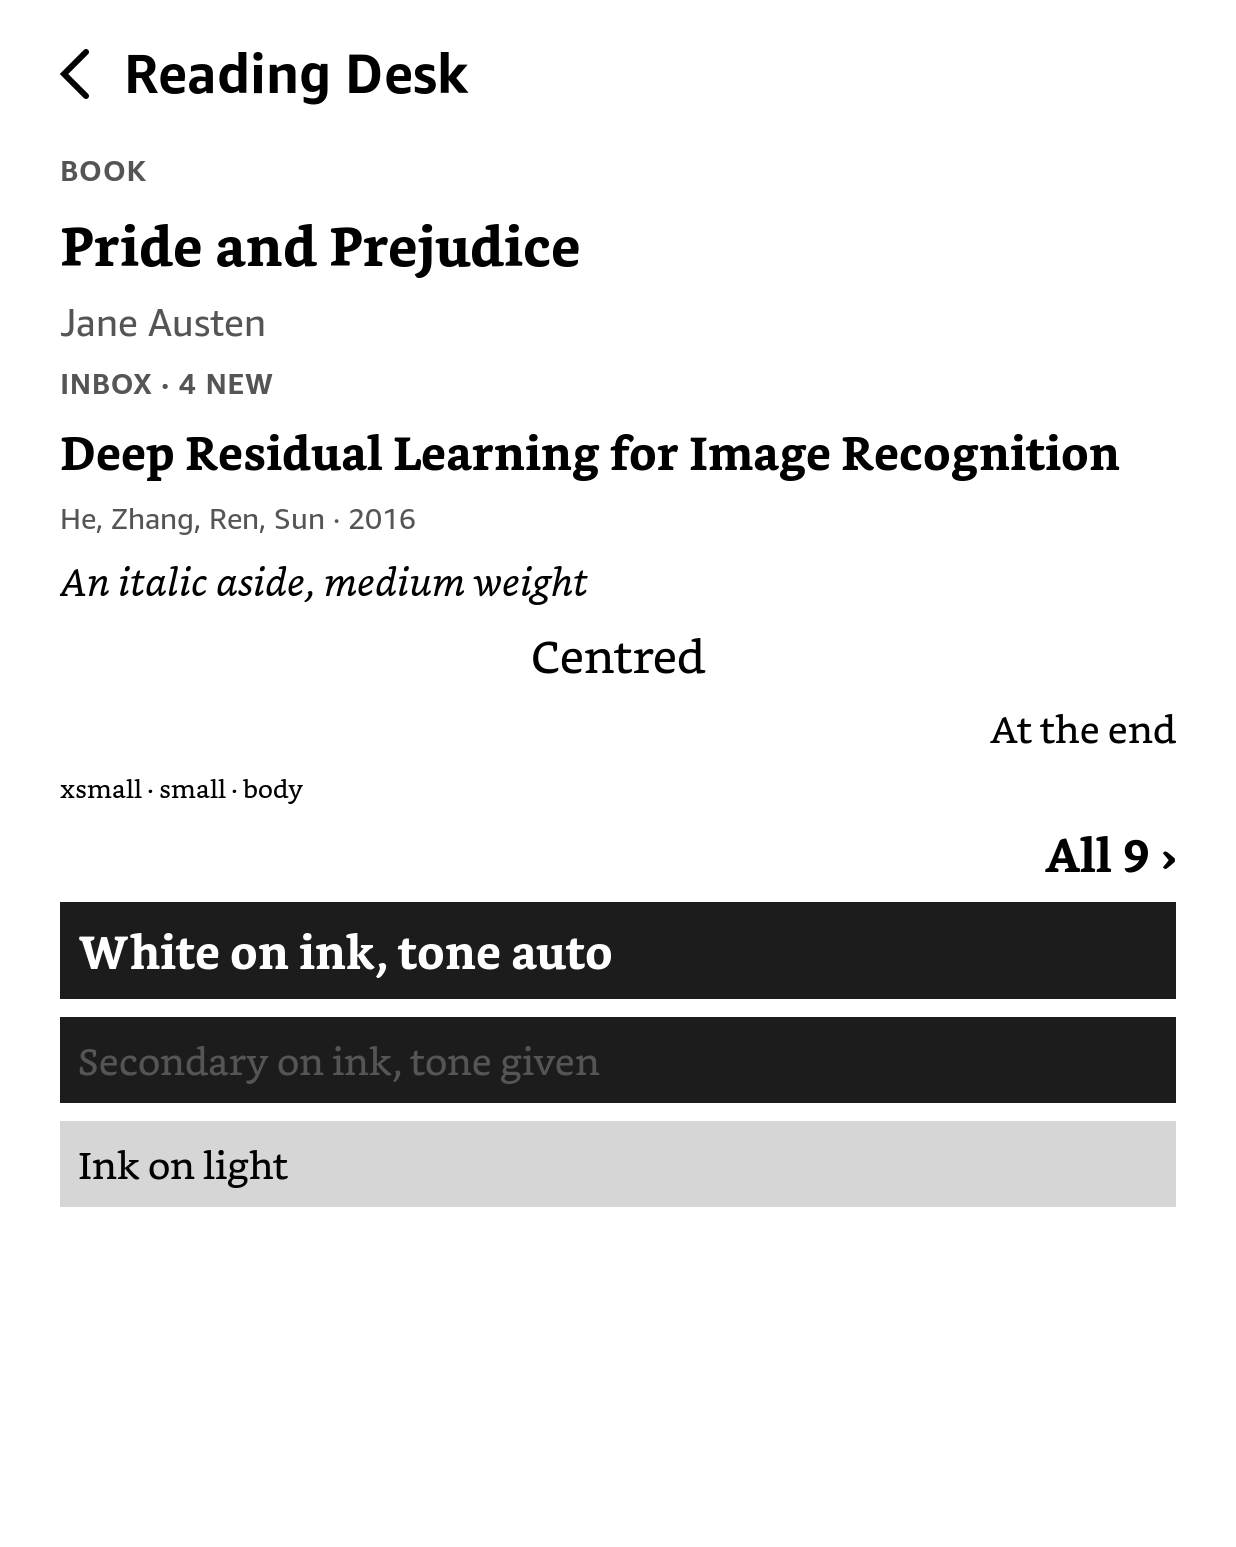 Reading Desk
BOOK
Pride and Prejudice
Jane Austen
INBOX · 4 NEW
Deep Residual Learning for Image Recognition
He, Zhang, Ren, Sun · 2016
An italic aside, medium weight
Centred
At the end
xsmall · small · body
All 9 ›
White on ink, tone auto
Secondary on ink, tone given
Ink on light